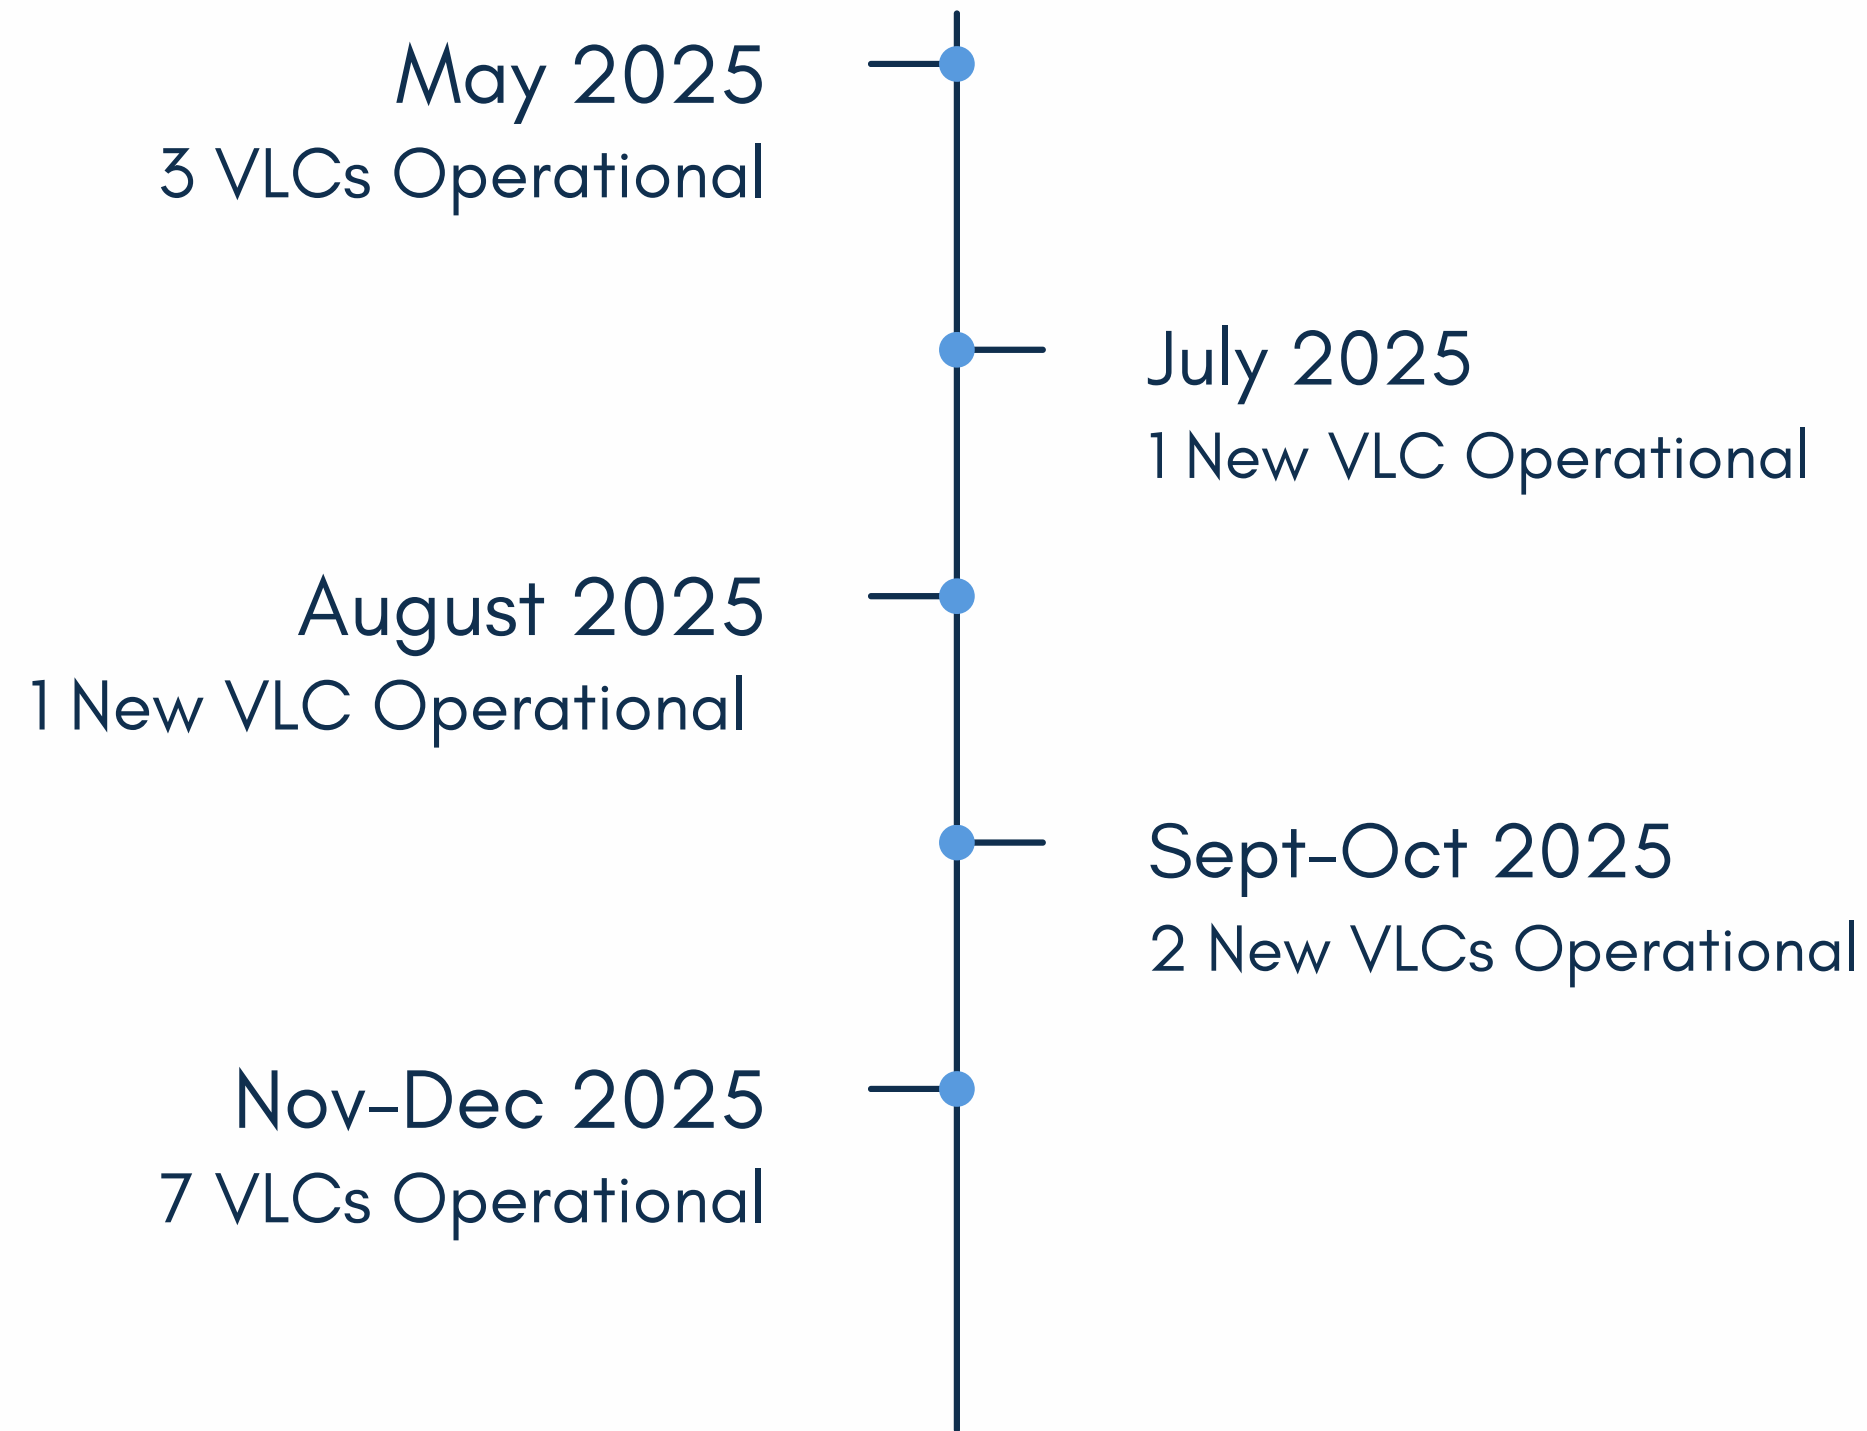 May 2025
3 VLCs Operational
July 2025
1 New VLC Operational
August 2025
1 New VLC Operational
Sept-Oct 2025
2 New VLCs Operational
Nov-Dec 2025
7 VLCs Operational